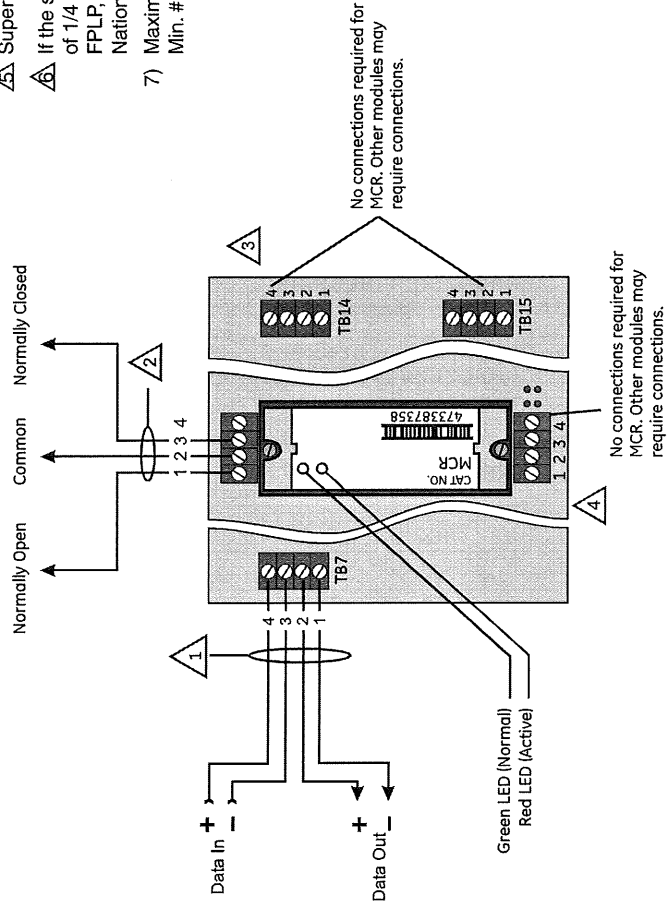 5 Super
6 If the s
of 1/4
FPLP,
Nation
7) Maxim
Min. #
Normally Open
Common
Normally Closed
2
1 2 3 4
3
No connections required for
MCR. Other modules may
require connections.
1
4
3
2
1
TB7
CAT NO.
MCR
4733387358
4
3
2
1
TB14
4
3
2
1
TB15
1 2 3 4
4
No connections required for
MCR. Other modules may
require connections.
Data In
+
–
Data Out
+
–
Green LED (Normal)
Red LED (Active)